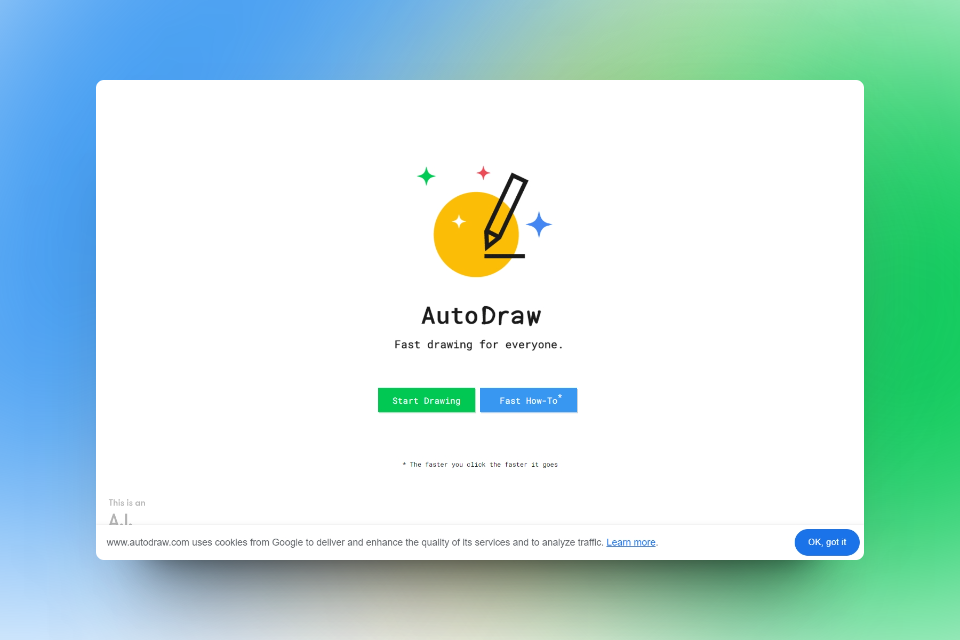 AutoDraw
Fast drawing for everyone.
Start Drawing
Fast How-To*
* The faster you click the faster it goes
This is an
A.I.
www.autodraw.com uses cookies from Google to deliver and enhance the quality of its services and to analyze traffic. Learn more.
OK, got it